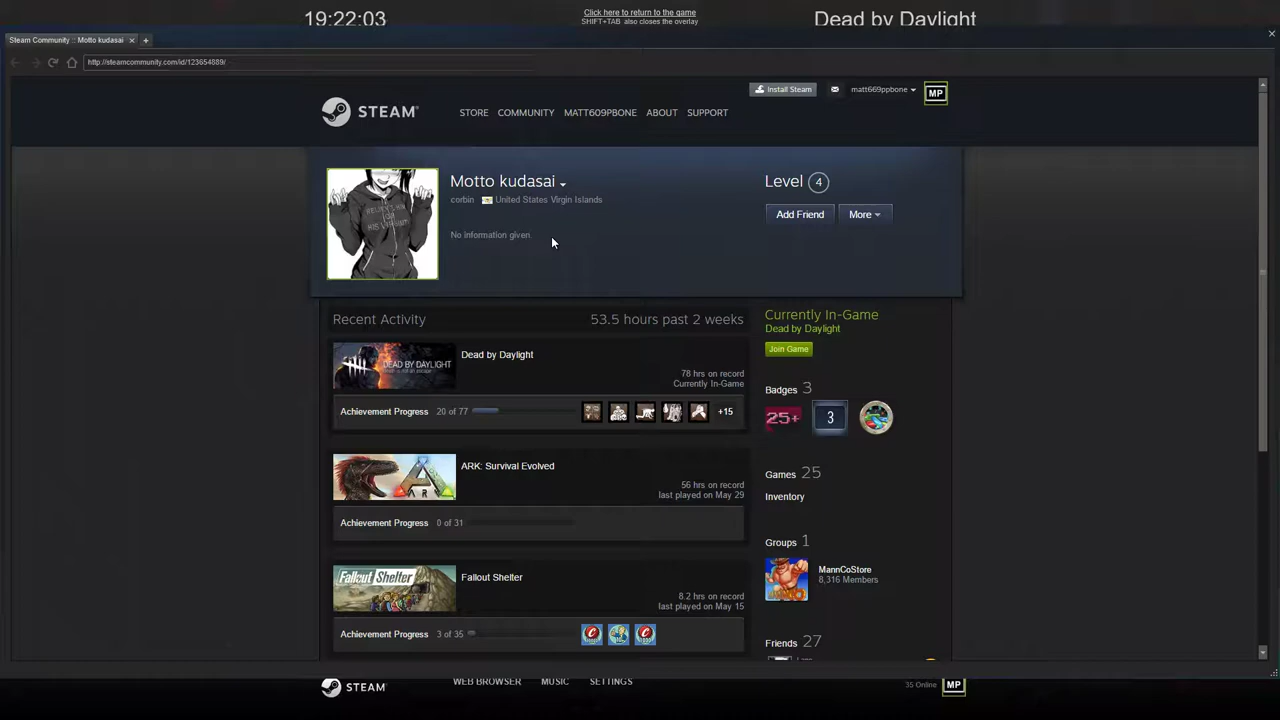 19:22:03
Click here to return to the game
SHIFT+TAB also closes the overlay
Dead by Daylight
Steam Community :: Motto kudasai
http://steamcommunity.com/id/123654889/
Install Steam
matt669ppbone
MP
STEAM
STORE COMMUNITY MATT609PPBONE ABOUT SUPPORT
Motto kudasai
corbin United States Virgin Islands
No information given.
Level 4
Add Friend
More
Recent Activity
53.5 hours past 2 weeks
DEAD BY DAYLIGHT
Dead by Daylight
78 hrs on record
Currently In-Game
Achievement Progress 20 of 77
+15
ARK
ARK: Survival Evolved
56 hrs on record
last played on May 29
Achievement Progress 0 of 31
Fallout Shelter
Fallout Shelter
8.2 hrs on record
last played on May 15
Achievement Progress 3 of 35
Currently In-Game
Dead by Daylight
Join Game
Badges 3
25+
3
Games 25
Inventory
Groups 1
MannCoStore
8,316 Members
Friends 27
STEAM
WEB BROWSER MUSIC SETTINGS
35 Online
MP